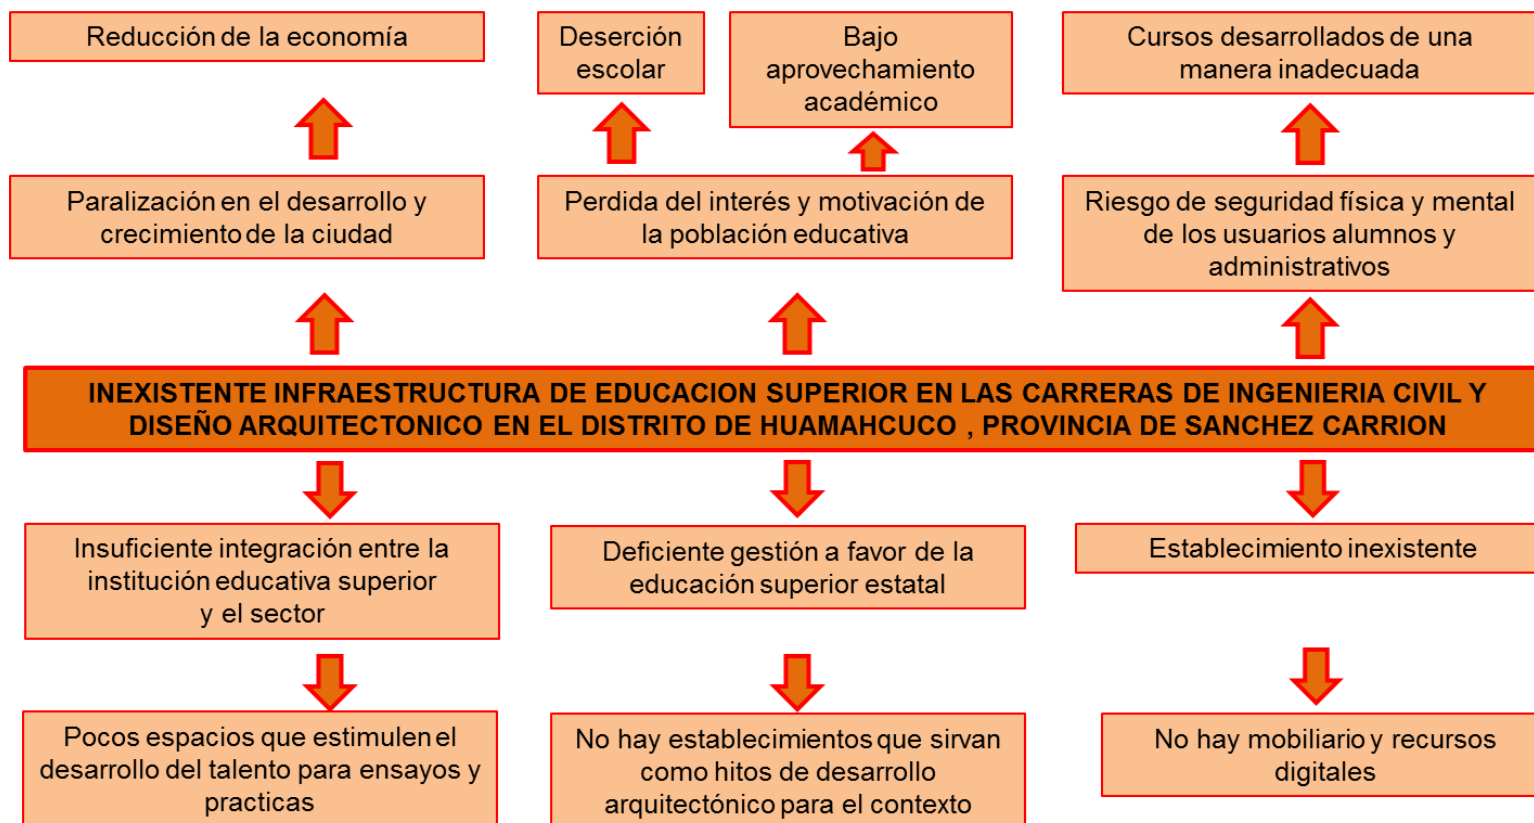 Reducción de la economía
Deserción
escolar
Bajo
aprovechamiento
académico
Cursos desarrollados de una
manera inadecuada
Paralización en el desarrollo y
crecimiento de la ciudad
Perdida del interés y motivación de
la población educativa
Riesgo de seguridad física y mental
de los usuarios alumnos y
administrativos
INEXISTENTE INFRAESTRUCTURA DE EDUCACION SUPERIOR EN LAS CARRERAS DE INGENIERIA CIVIL Y
DISEÑO ARQUITECTONICO EN EL DISTRITO DE HUAMAHCUCO , PROVINCIA DE SANCHEZ CARRION
Insuficiente integración entre la
institución educativa superior
y el sector
Deficiente gestión a favor de la
educación superior estatal
Establecimiento inexistente
Pocos espacios que estimulen el
desarrollo del talento para ensayos y
practicas
No hay establecimientos que sirvan
como hitos de desarrollo
arquitectónico para el contexto
No hay mobiliario y recursos
digitales